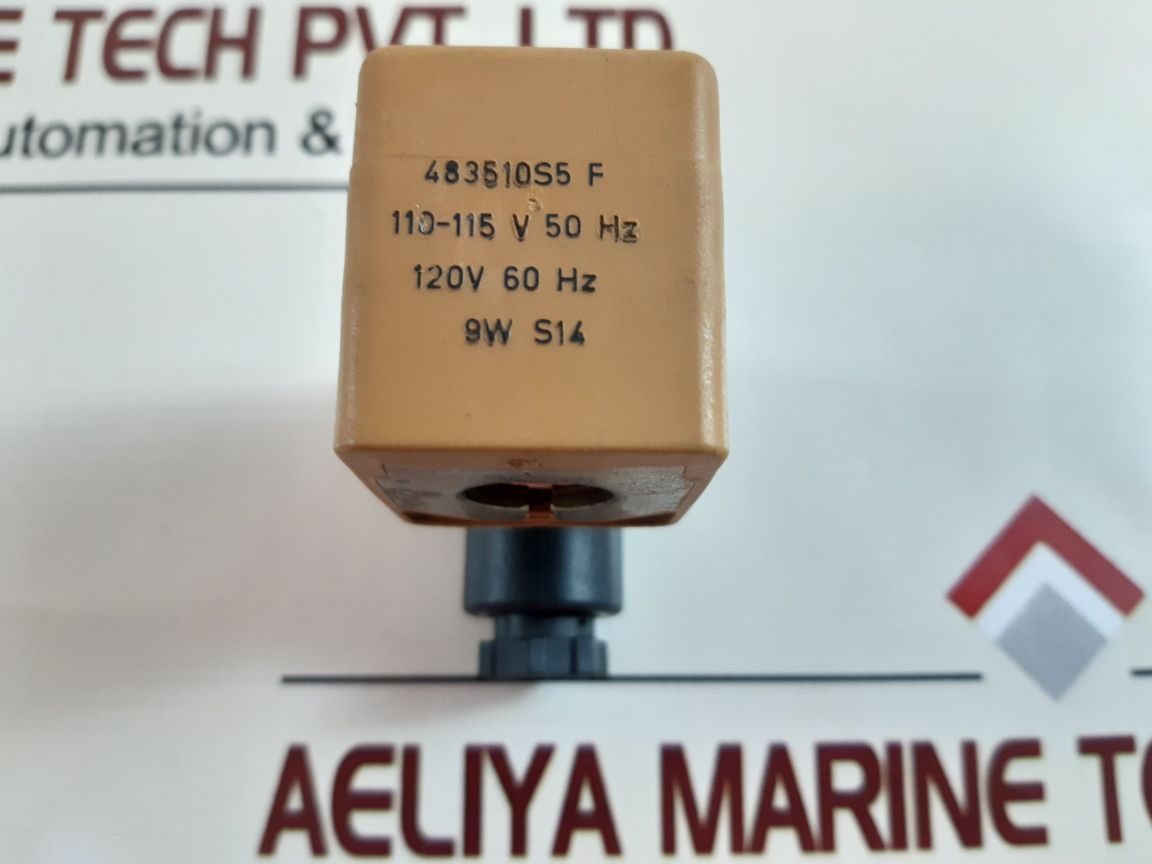 E TECH PVT. LTD
utomation &
483510S5 F
110-115 V 50 Hz
120V 60 Hz
9W S14
AELIYA MARINE T